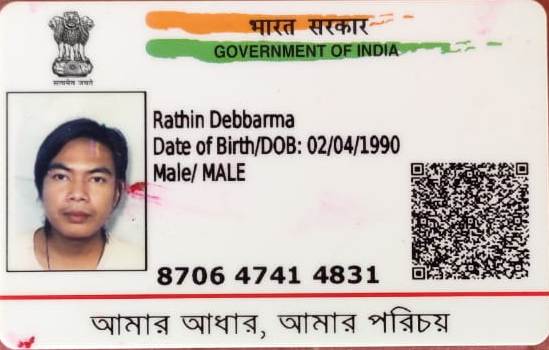 भारत सरकार
GOVERNMENT OF INDIA
सत्यमेव जयते
Rathin Debbarma
Date of Birth/DOB: 02/04/1990
Male/ MALE
8706 4741 4831
আমার আধার, আমার পরিচয়